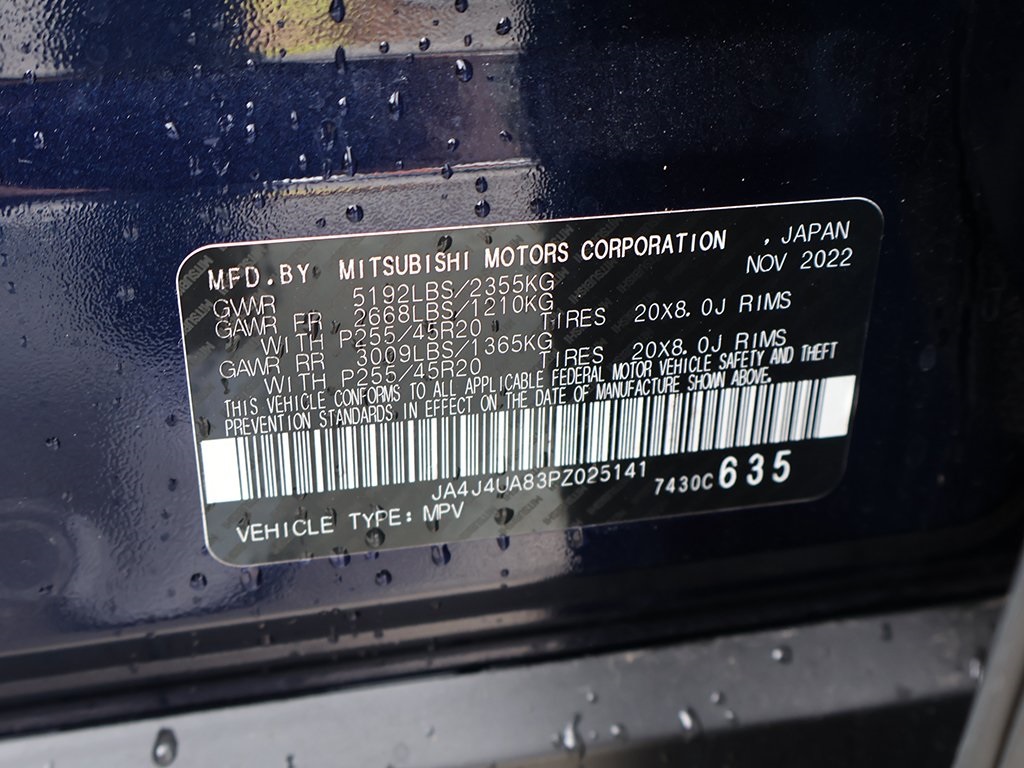 MFD.BY MITSUBISHI MOTORS CORPORATION , JAPAN
NOV 2022
GVWR 5192LBS/2355KG
GAWR FR 2668LBS/1210KG
WITH P255/45R20 TIRES 20X8.0J RIMS
GAWR RR 3009LBS/1365KG
WITH P255/45R20 TIRES 20X8.0J RIMS
THIS VEHICLE CONFORMS TO ALL APPLICABLE FEDERAL MOTOR VEHICLE SAFETY AND THEFT
PREVENTION STANDARDS IN EFFECT ON THE DATE OF MANUFACTURE SHOWN ABOVE.
JA4J4UA83PZ025141 7430C 635
VEHICLE TYPE: MPV